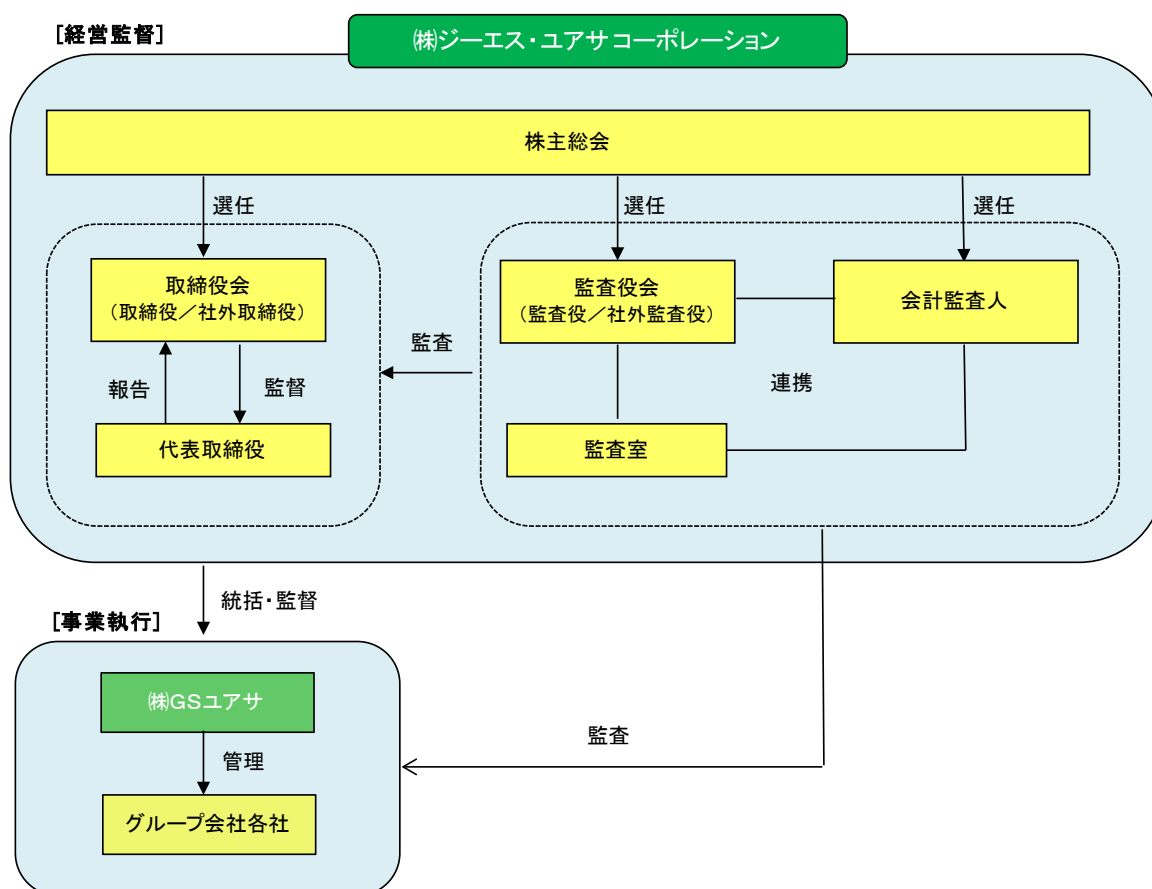 [経営監督]
㈱ジーエス・ユアサ コーポレーション
株主総会
選任
選任
選任
取締役会
（取締役／社外取締役）
監査役会
（監査役／社外監査役）
会計監査人
監査
報告
監督
連携
代表取締役
監査室
統括・監督
[事業執行]
㈱GSユアサ
監査
管理
グループ会社各社